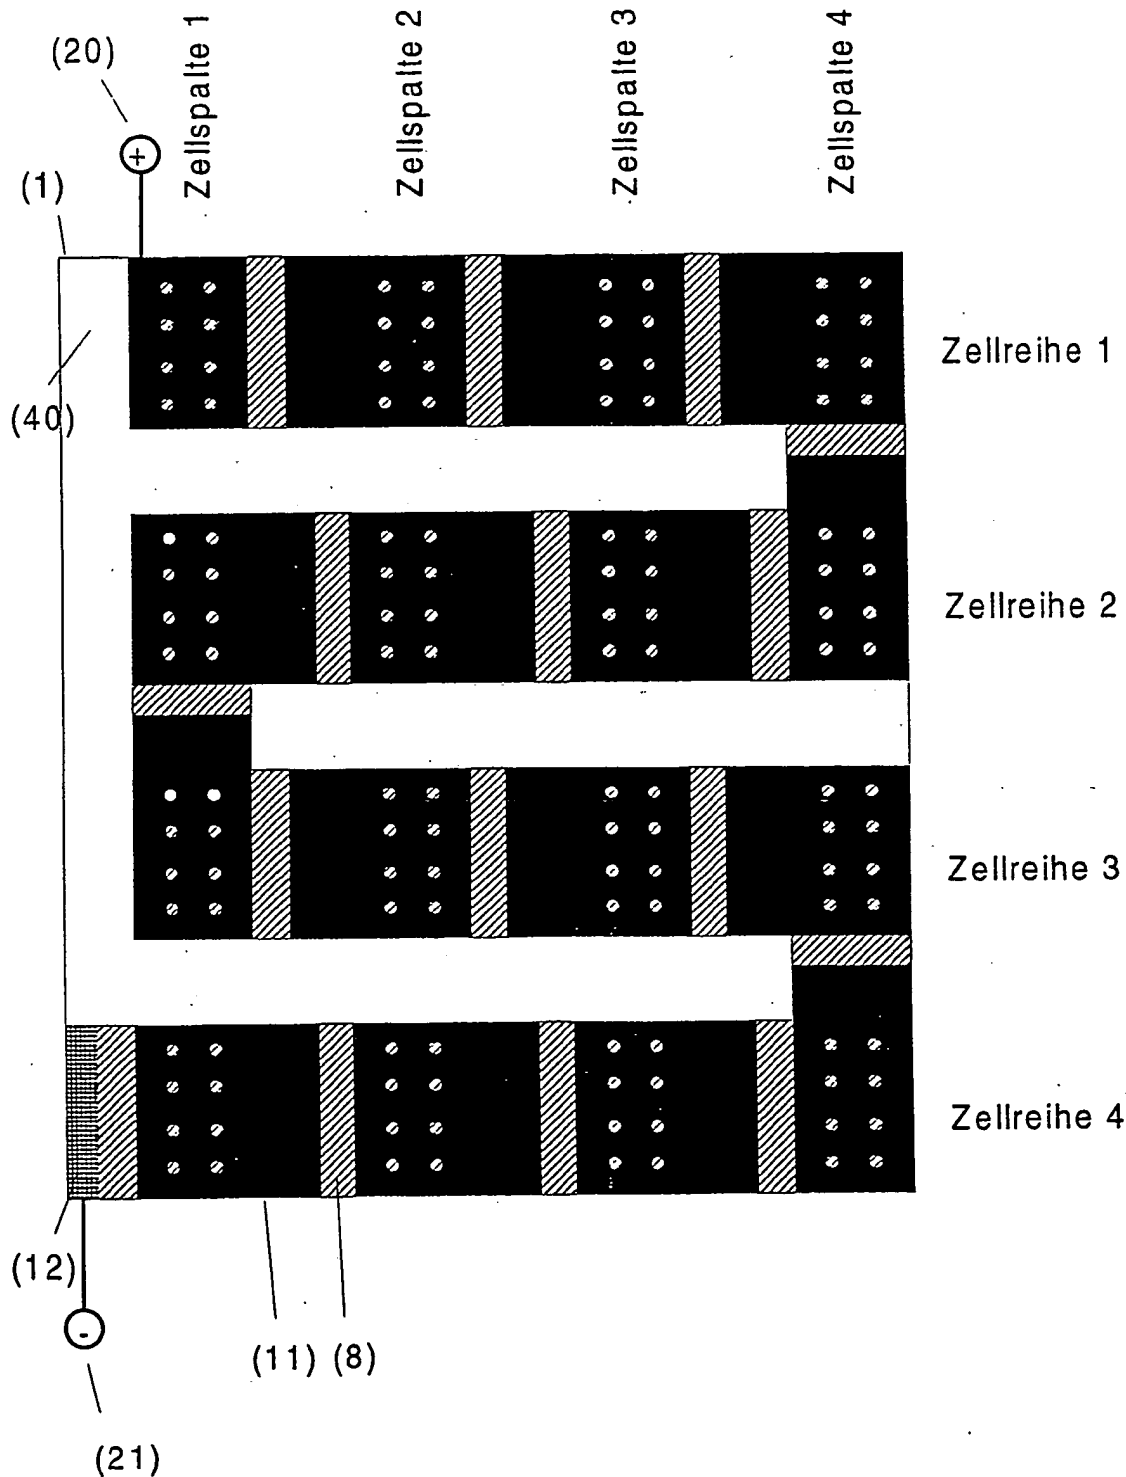 (20)
Zellspalte 1
Zellspalte 2
Zellspalte 3
Zellspalte 4
+
(1)
(40)
Zellreihe 1
Zellreihe 2
Zellreihe 3
Zellreihe 4
(12)
-
(11)
(8)
(21)